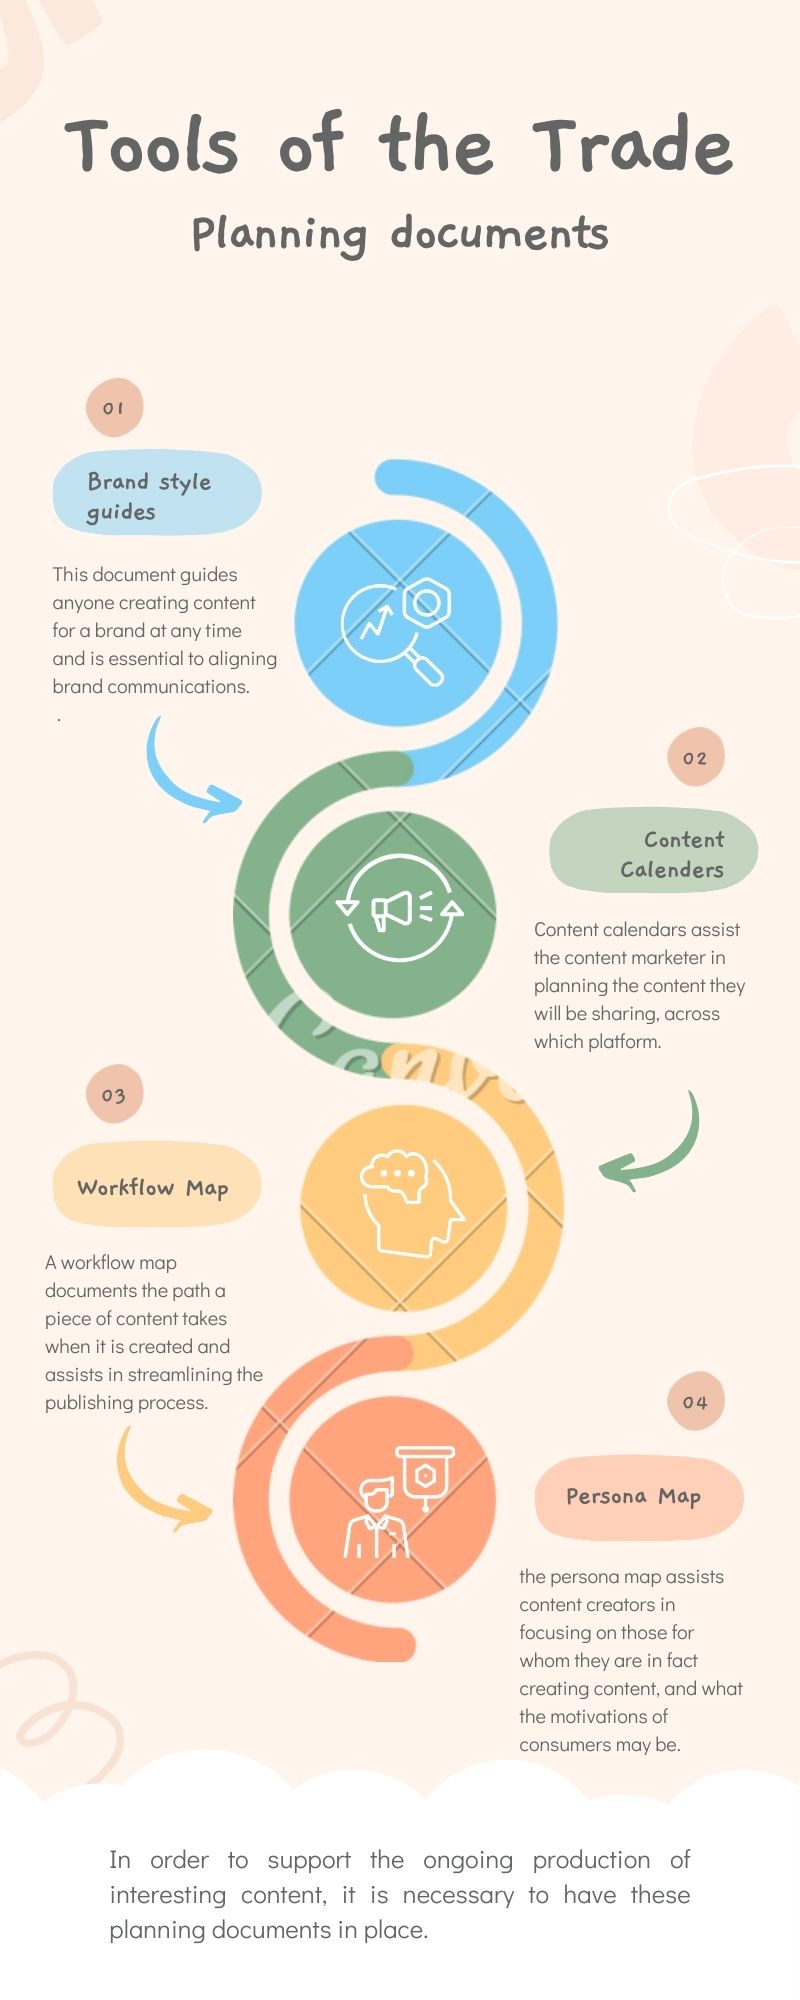 Tools of the Trade
Planning documents
01
Brand style
guides
This document guides
anyone creating content
for a brand at any time
and is essential to aligning
brand communications.
.
02
Content
Calenders
Content calendars assist
the content marketer in
planning the content they
will be sharing, across
which platform.
Canva
03
Workflow Map
A workflow map
documents the path a
piece of content takes
when it is created and
assists in streamlining the
publishing process.
04
Persona Map
the persona map assists
content creators in
focusing on those for
whom they are in fact
creating content, and what
the motivations of
consumers may be.
In order to support the ongoing production of
interesting content, it is necessary to have these
planning documents in place.